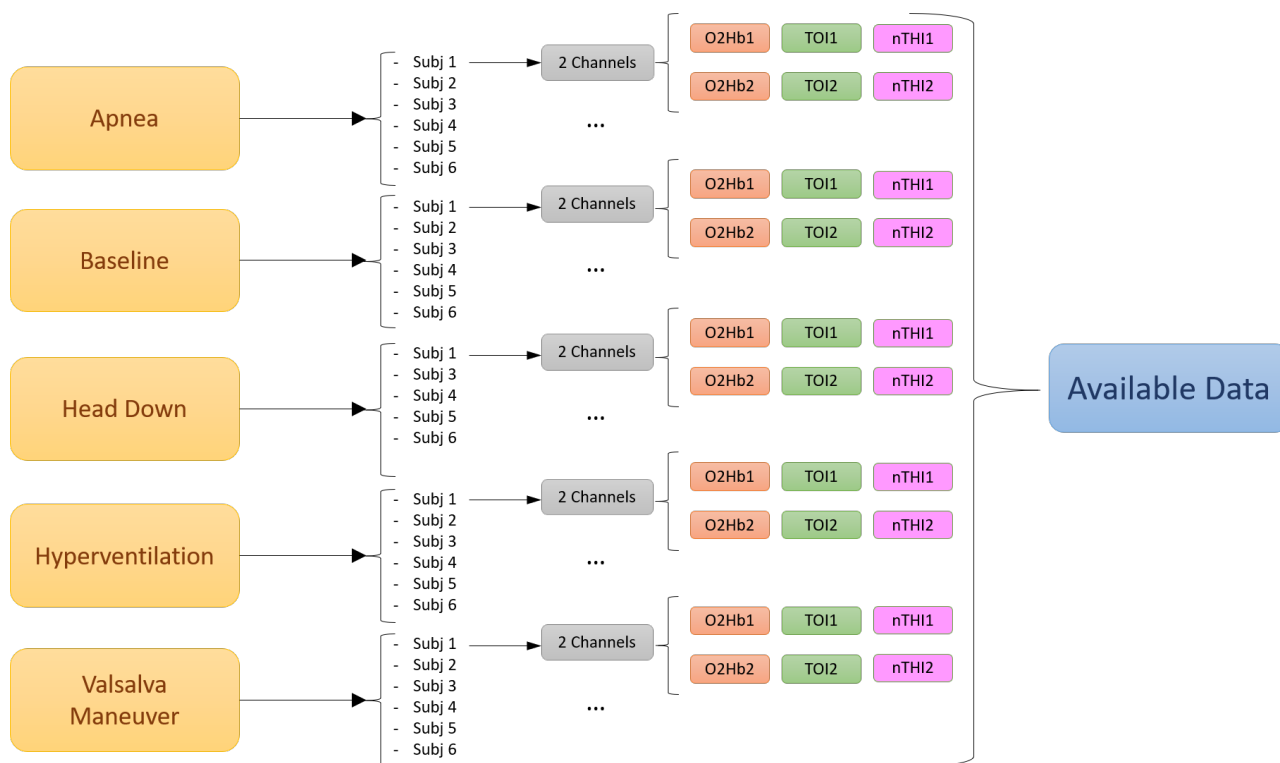 Apnea
- Subj 1
- Subj 2
- Subj 3
- Subj 4
- Subj 5
- Subj 6
2 Channels
...
O2Hb1 TOI1 nTHI1
O2Hb2 TOI2 nTHI2
Baseline
- Subj 1
- Subj 2
- Subj 3
- Subj 4
- Subj 5
- Subj 6
2 Channels
...
O2Hb1 TOI1 nTHI1
O2Hb2 TOI2 nTHI2
Head Down
- Subj 1
- Subj 3
- Subj 4
- Subj 5
- Subj 6
2 Channels
...
O2Hb1 TOI1 nTHI1
O2Hb2 TOI2 nTHI2
Hyperventilation
- Subj 1
- Subj 2
- Subj 3
- Subj 4
- Subj 5
- Subj 6
2 Channels
...
O2Hb1 TOI1 nTHI1
O2Hb2 TOI2 nTHI2
Valsalva
Maneuver
- Subj 1
- Subj 2
- Subj 3
- Subj 4
- Subj 5
- Subj 6
2 Channels
...
O2Hb1 TOI1 nTHI1
O2Hb2 TOI2 nTHI2
Available Data